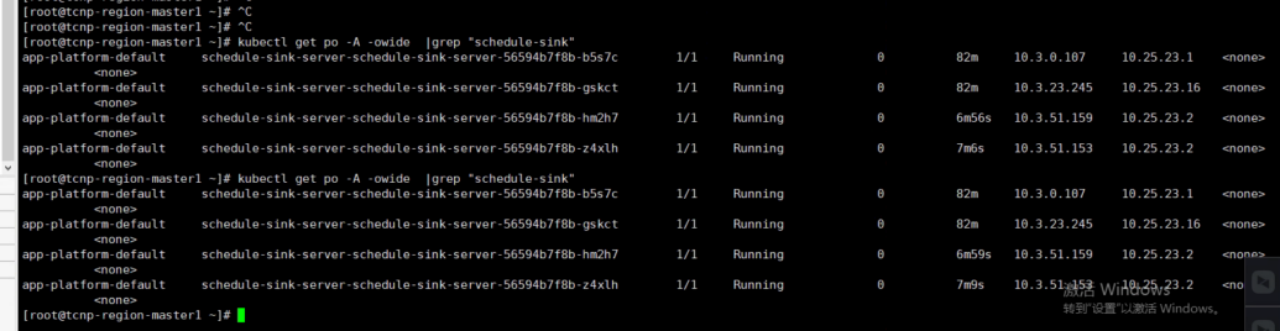 [root@tcnp-region-master1 ~]# ^C
[root@tcnp-region-master1 ~]# ^C
[root@tcnp-region-master1 ~]# kubectl get po -A -owide  |grep "schedule-sink"
app-platform-default     schedule-sink-server-schedule-sink-server-56594b7f8b-b5s7c     1/1     Running     0     82m     10.3.0.107     10.25.23.1     <none>
<none>
app-platform-default     schedule-sink-server-schedule-sink-server-56594b7f8b-gskct     1/1     Running     0     82m     10.3.23.245     10.25.23.16     <none>
<none>
app-platform-default     schedule-sink-server-schedule-sink-server-56594b7f8b-hm2h7     1/1     Running     0     6m56s     10.3.51.159     10.25.23.2     <none>
<none>
app-platform-default     schedule-sink-server-schedule-sink-server-56594b7f8b-z4xlh     1/1     Running     0     7m6s     10.3.51.153     10.25.23.2     <none>
<none>
[root@tcnp-region-master1 ~]# kubectl get po -A -owide  |grep "schedule-sink"
app-platform-default     schedule-sink-server-schedule-sink-server-56594b7f8b-b5s7c     1/1     Running     0     82m     10.3.0.107     10.25.23.1     <none>
<none>
app-platform-default     schedule-sink-server-schedule-sink-server-56594b7f8b-gskct     1/1     Running     0     82m     10.3.23.245     10.25.23.16     <none>
<none>
app-platform-default     schedule-sink-server-schedule-sink-server-56594b7f8b-hm2h7     1/1     Running     0     6m59s     10.3.51.159     10.25.23.2     <none>
<none>
app-platform-default     schedule-sink-server-schedule-sink-server-56594b7f8b-z4xlh     1/1     Running     0     7m9s     10.3.51.153     10.25.23.2     <no
激活 Windows
<none>
转到"设置"以激活 Windows。
[root@tcnp-region-master1 ~]#